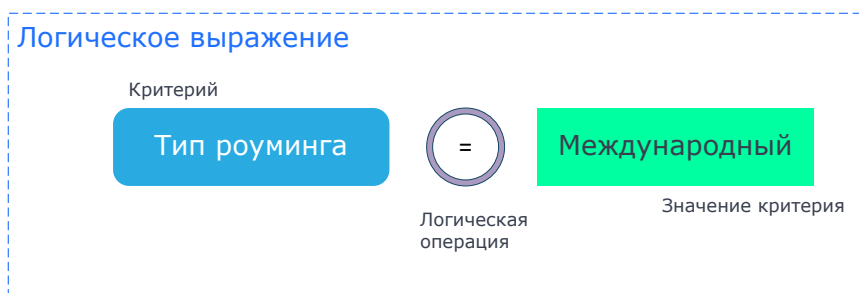 Логическое выражение
Критерий
Тип роуминга
=
Международный
Значение критерия
Логическая
операция